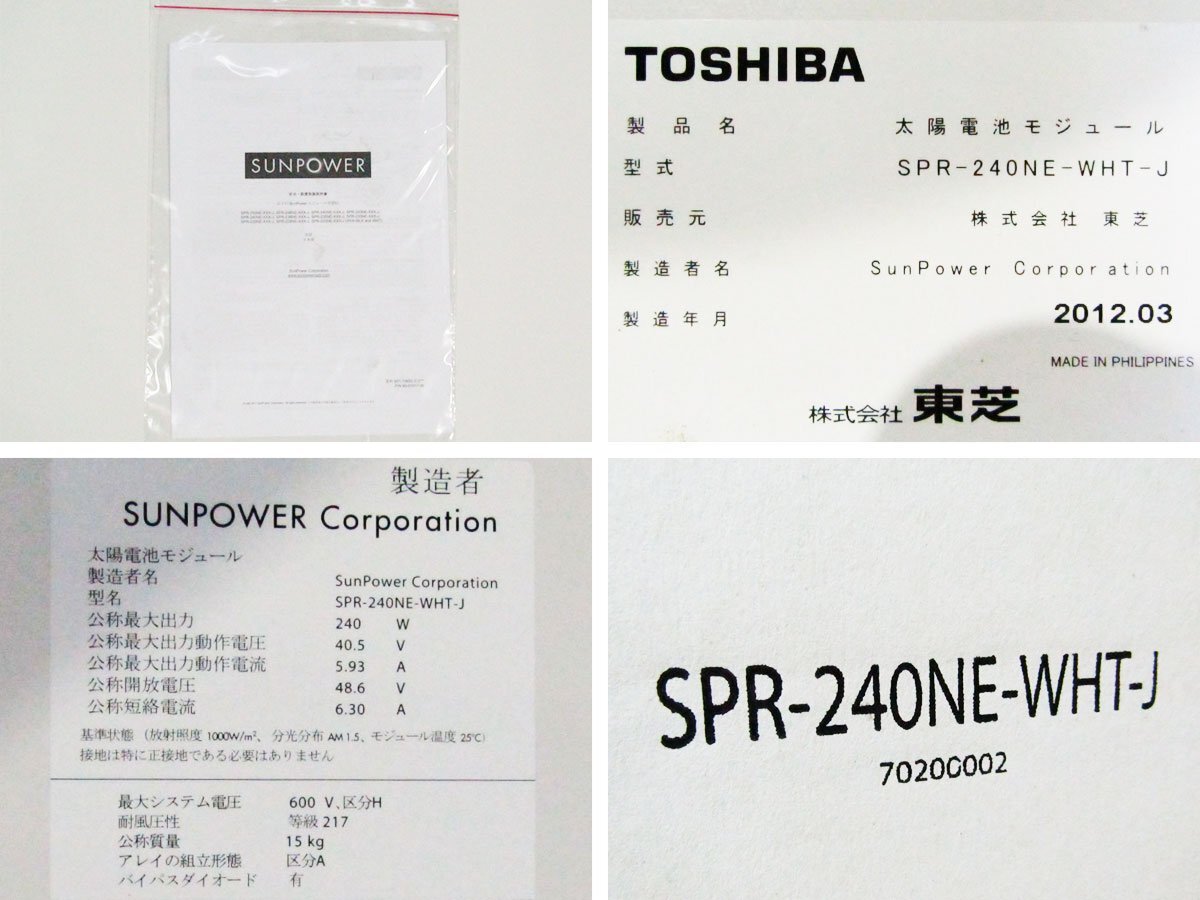 SUNPOWER
SunPower Corporation
TOSHIBA
製品名 太陽電池モジュール
型式 SPR-240NE-WHT-J
販売元 株式会社 東芝
製造者名 SunPower Corporation
製造年月 2012.03
MADE IN PHILIPPINES
株式会社 東芝
製造者
SUNPOWER Corporation
太陽電池モジュール
製造者名 SunPower Corporation
型名 SPR-240NE-WHT-J
公称最大出力 240 W
公称最大出力動作電圧 40.5 V
公称最大出力動作電流 5.93 A
公称開放電圧 48.6 V
公称短絡電流 6.30 A
基準状態 (放射照度 1000W/m²、 分光分布 AM 1.5、モジュール温度 25℃)
接地は特に正接地である必要はありません
最大システム電圧 600 V、区分H
耐風圧性 等級 217
公称質量 15 kg
アレイの組立形態 区分A
バイパスダイオード 有
SPR-240NE-WHT-J
70200002